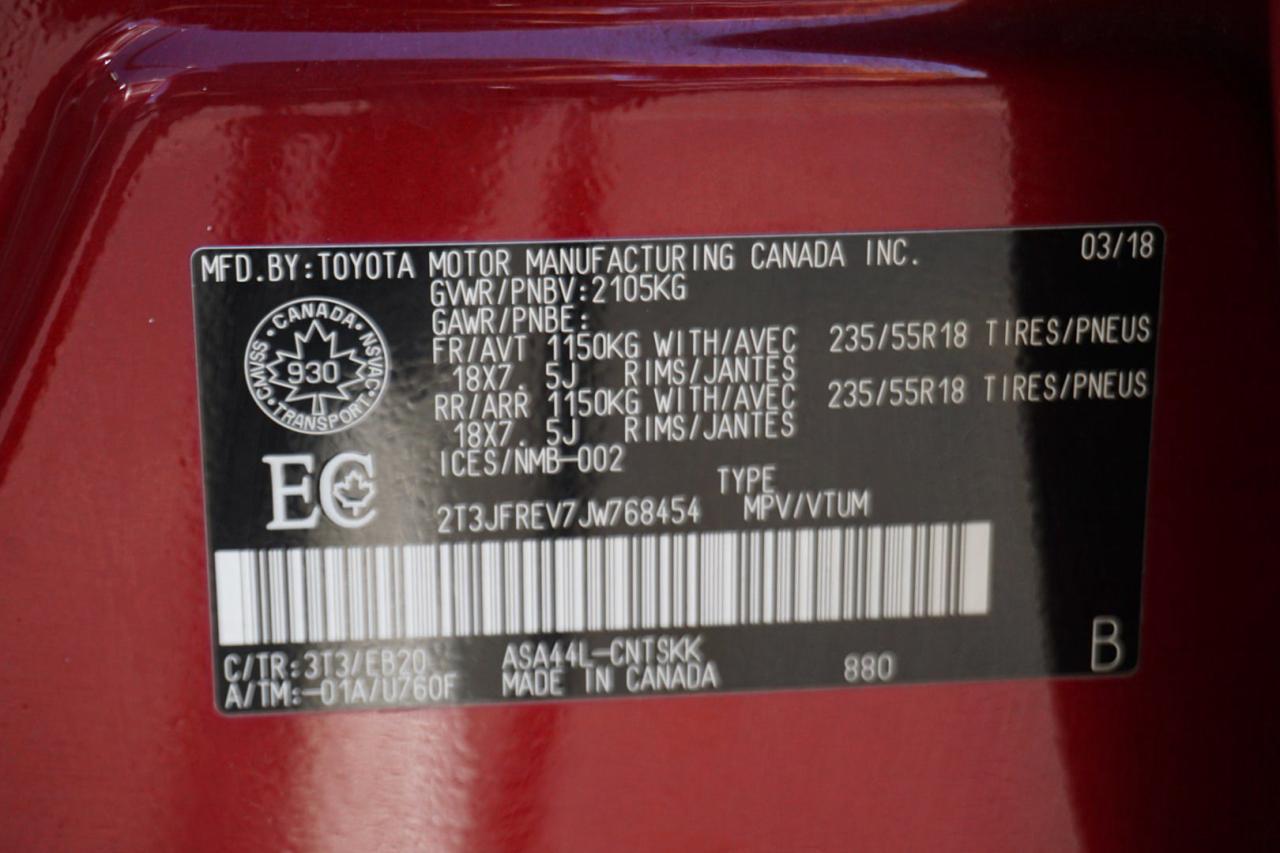 MFD.BY:TOYOTA MOTOR MANUFACTURING CANADA INC. 03/18
GVWR/PNBV:2105KG
GAWR/PNBE:
FR/AVT 1150KG WITH/AVEC 235/55R18 TIRES/PNEUS
18X7. 5J RIMS/JANTES
RR/ARR 1150KG WITH/AVEC 235/55R18 TIRES/PNEUS
18X7. 5J RIMS/JANTES
ICES/NMB-002
CANADA
CMVSS 930 NSVAC
TRANSPORT
EC
TYPE
2T3JFREV7JW768454 MPV/VTUM
C/TR:3T3/EB20 ASA44L-CNTSKK
A/TM:-01A/U760F MADE IN CANADA 880
B